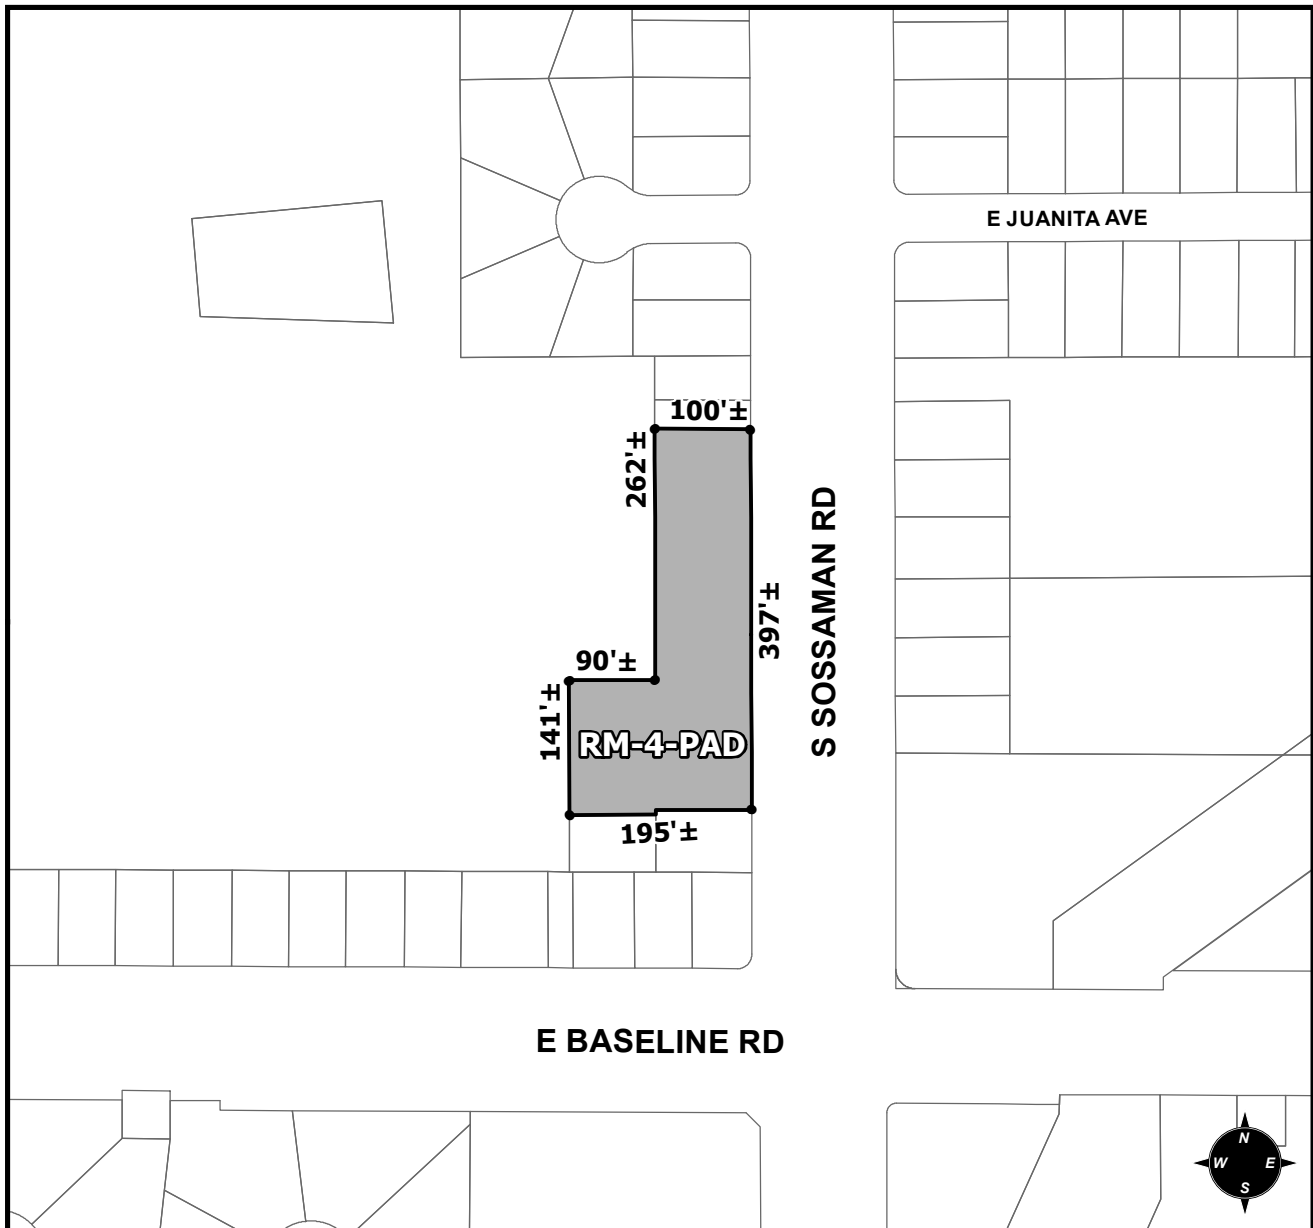 E JUANITA AVE
100'±
262'±
S SOSSAMAN RD
397'±
90'±
141'±
RM-4-PAD
195'±
E BASELINE RD
N
W E
S